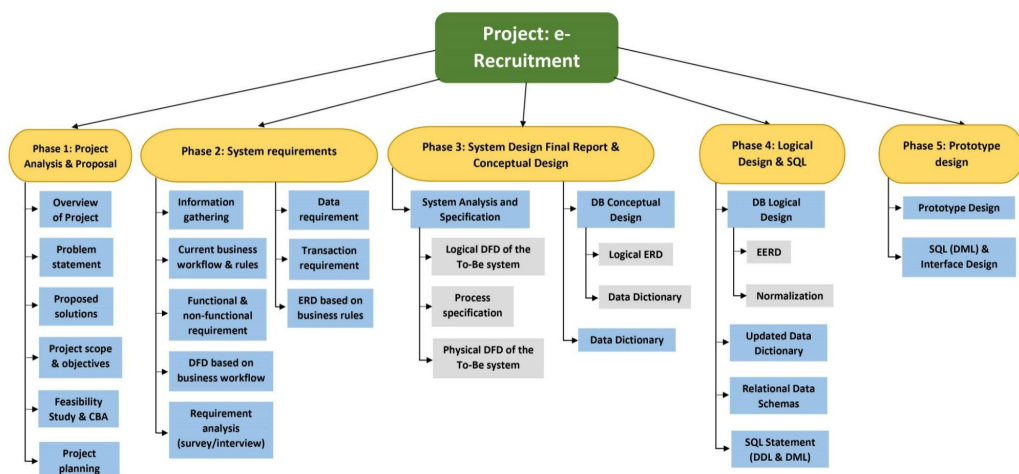 Project: e-
Recruitment
Phase 1: Project
Analysis & Proposal
Overview
of Project
Problem
statement
Proposed
solutions
Project scope
& objectives
Feasibility
Study & CBA
Project
planning
Phase 2: System requirements
Information
gathering
Current business
workflow & rules
Functional &
non-functional
requirement
DFD based on
business workflow
Requirement
analysis
(survey/interview)
Data
requirement
Transaction
requirement
ERD based on
business rules
Phase 3: System Design Final Report &
Conceptual Design
System Analysis and
Specification
Logical DFD of the
To-Be system
Process
specification
Physical DFD of the
To-Be system
DB Conceptual
Design
Logical ERD
Data Dictionary
Data Dictionary
Phase 4: Logical
Design & SQL
DB Logical
Design
EERD
Normalization
Updated Data
Dictionary
Relational Data
Schemas
SQL Statement
(DDL & DML)
Phase 5: Prototype
design
Prototype Design
SQL (DML) &
Interface Design